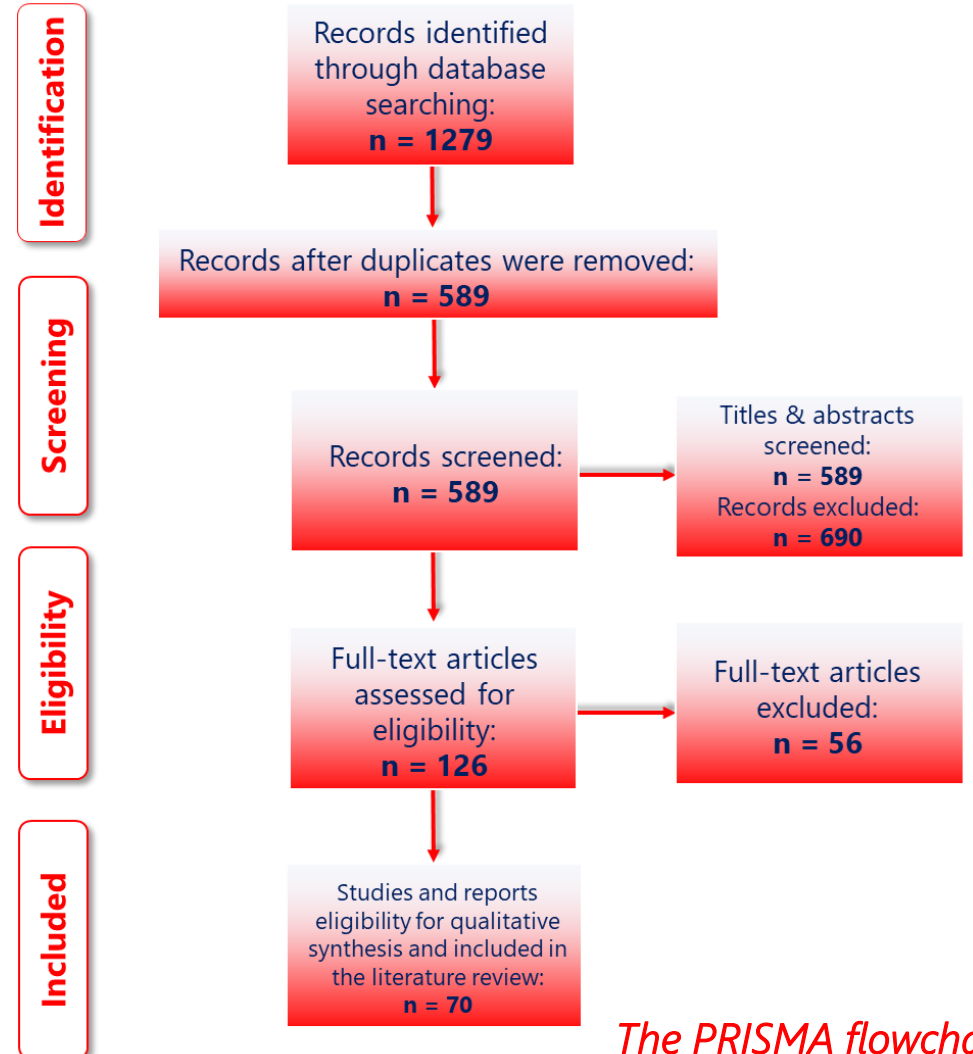 Identification
Records identified
through database
searching:
n = 1279
Records after duplicates were removed:
n = 589
Screening
Records screened:
n = 589
Titles & abstracts
screened:
n = 589
Records excluded:
n = 690
Eligibility
Full-text articles
assessed for
eligibility:
n = 126
Full-text articles
excluded:
n = 56
Included
Studies and reports
eligibility for qualitative
synthesis and included in
the literature review:
n = 70
The PRISMA